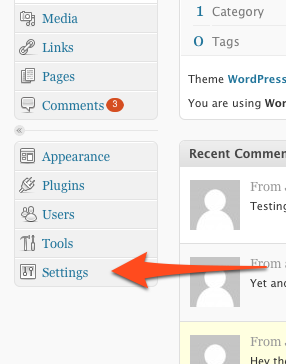 Media
Links
Pages
Comments 3
«
Appearance
Plugins
Users
Tools
Settings
1 Category
0 Tags
Theme WordPress
You are using Wor
Recent Commen
From
Testing
From
Yet and
From
Hey the